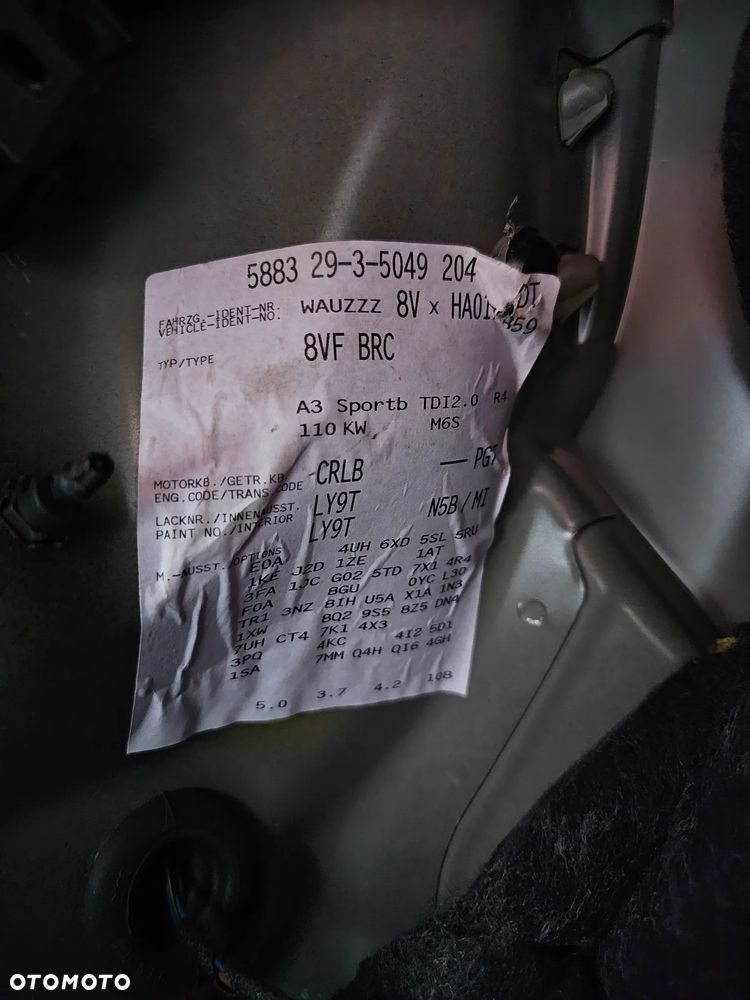 5883 29-3-5049 204
FAHRZG.-IDENT-NR. WAUZZZ 8V x
VEHICLE-IDENT-NO.
TYP/TYPE 8VF BRC
A3 Sportb TDI2.0 R4
110 KW M6S
MOTORKB./GETR.KB. CRLB
ENG.CODE/TRANS.CODE
LACKNR./INNENAUSST. LY9T N5B / MI
PAINT NO./INTERIOR LY9T
M.-AUSST./OPTIONS
E0A 4UH 6XD 5SL 5RU
1KE J2D 1ZE 1AT
3FA 1JC G02 5TD 7X1 4R4
F0A 8GU 0YC L30
TR1 3NZ 8IH U5A X1A 1N3
1XW 8Q2 9S5 8Z5
7UH CT4 7K1 4X3
3PQ 4KC 4I2 5D1
1SA 7MM Q4H QI6 4GH
5.0 3.7 4.2 108
OTOMOTO